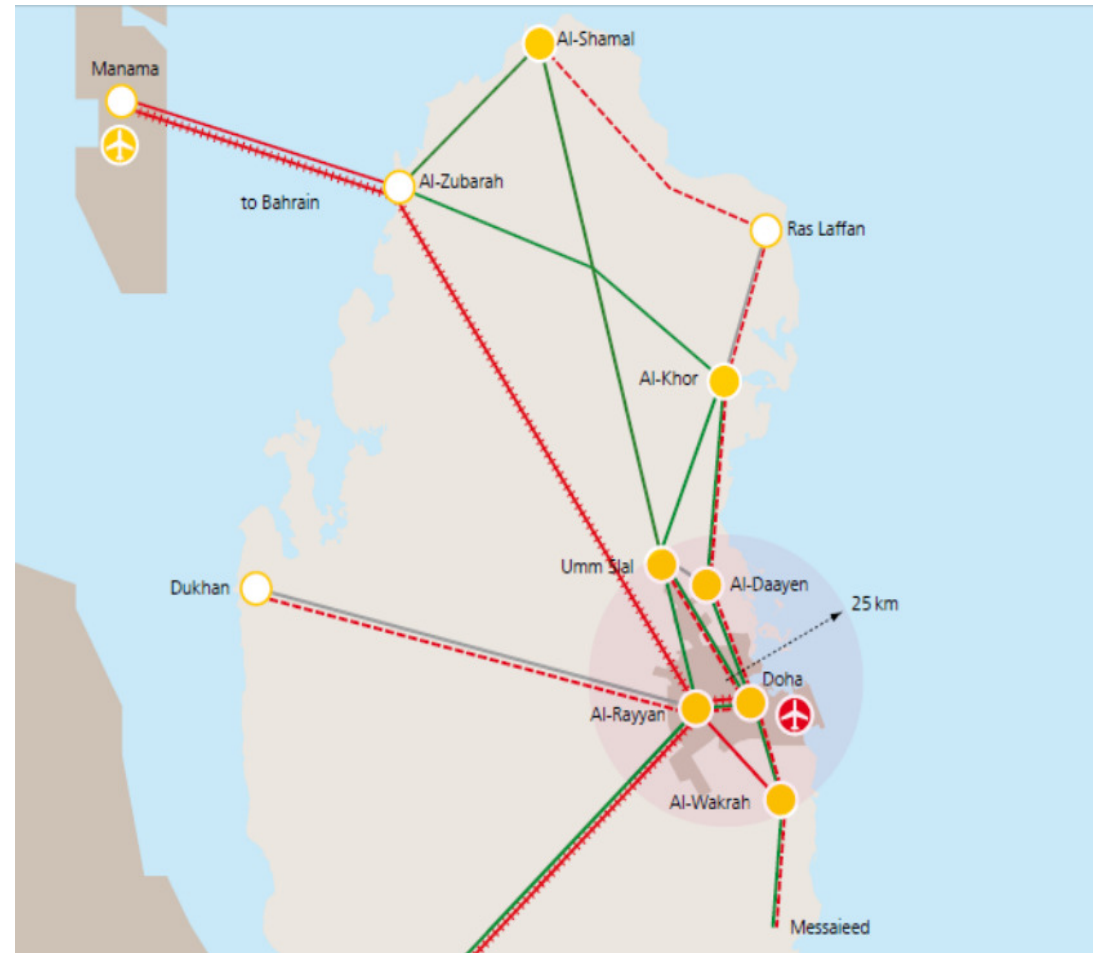 Al-Shamal
Manama
Al-Zubarah
to Bahrain
Ras Laffan
Al-Khor
Umm Slal
Al-Daayen
Dukhan
25 km
Doha
Al-Rayyan
Al-Wakrah
Messaieed